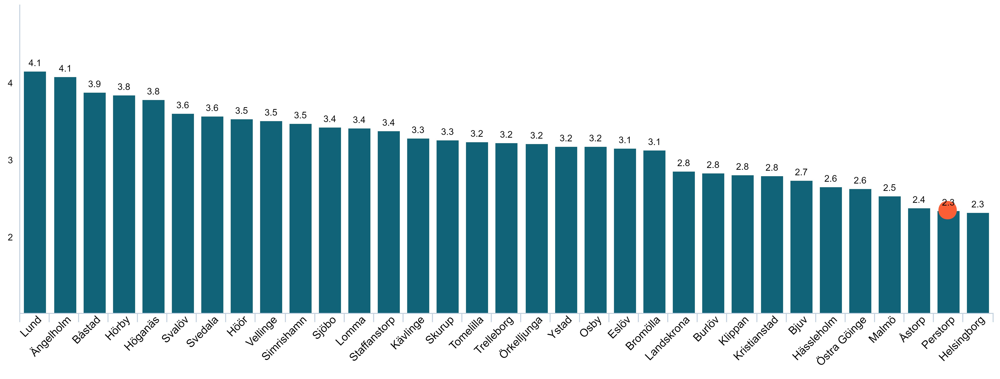 4.1
4.1
3.9
3.8
3.8
3.6
3.6
3.5
3.5
3.5
3.4
3.4
3.4
3.3
3.3
3.2
3.2
3.2
3.2
3.2
3.1
3.1
2.8
2.8
2.8
2.8
2.7
2.6
2.6
2.5
2.4
2.3
2.3
4
3
2
Lund
Ängelholm
Båstad
Hörby
Höganäs
Svalöv
Svedala
Höör
Vellinge
Simrishamn
Sjöbo
Lomma
Staffanstorp
Kävlinge
Skurup
Tomelilla
Trelleborg
Örkelljunga
Ystad
Osby
Eslöv
Bromölla
Landskrona
Burlöv
Klippan
Kristianstad
Bjuv
Hässleholm
Östra Göinge
Malmö
Åstorp
Perstorp
Helsingborg